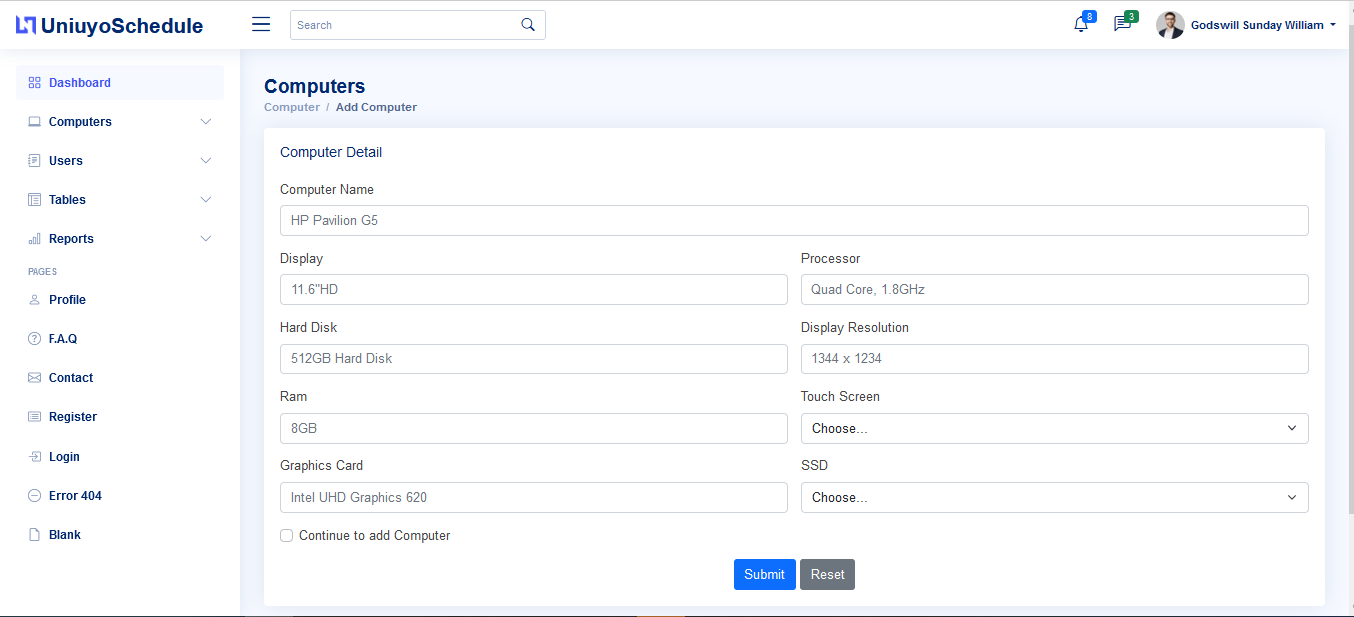 UniuyoSchedule
Search
8
3
Godswill Sunday William
Dashboard
Computers
Users
Tables
Reports
PAGES
Profile
F.A.Q
Contact
Register
Login
Error 404
Blank
Computers
Computer / Add Computer
Computer Detail
Computer Name
HP Pavilion G5
Display
Processor
11.6"HD
Quad Core, 1.8GHz
Hard Disk
Display Resolution
512GB Hard Disk
1344 x 1234
Ram
Touch Screen
8GB
Choose...
Graphics Card
SSD
Intel UHD Graphics 620
Choose...
Continue to add Computer
Submit
Reset